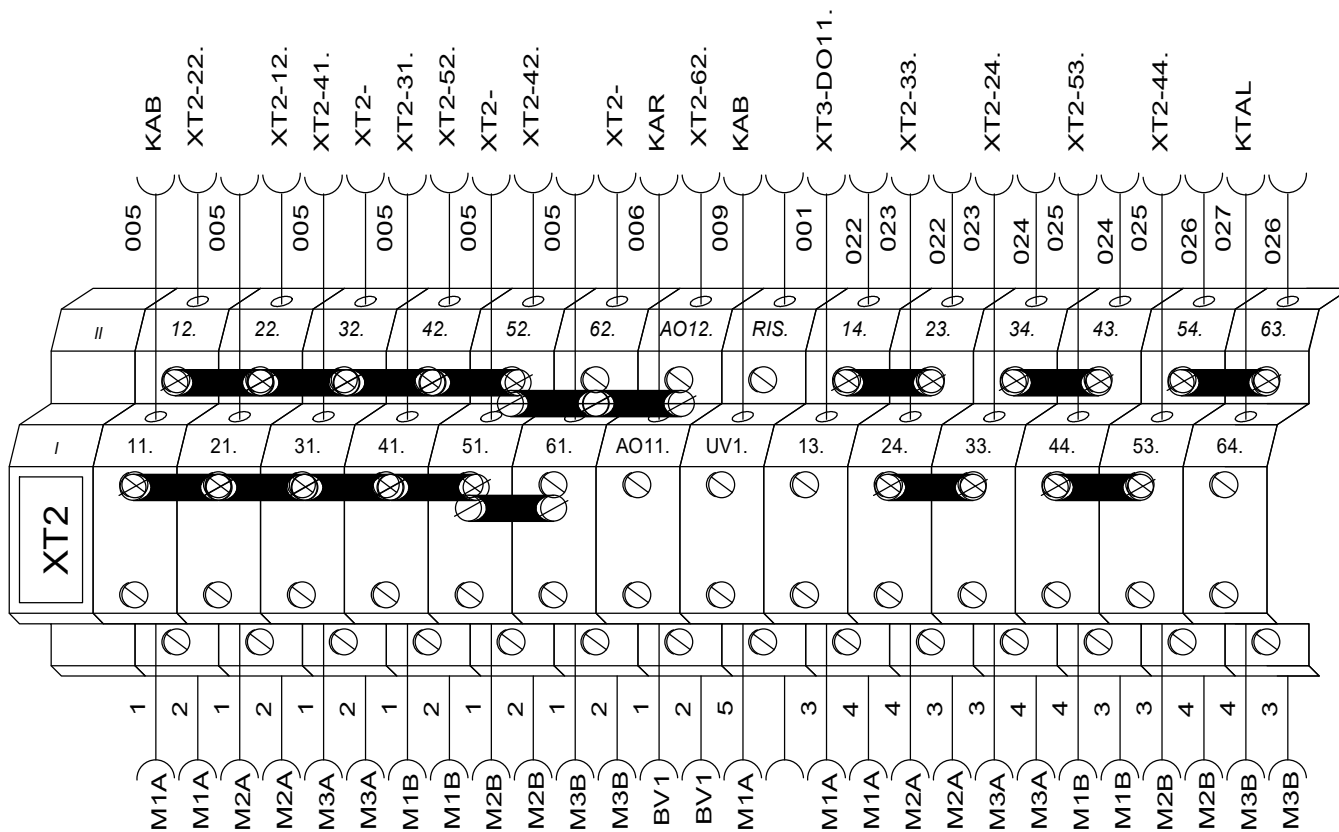 KAB
XT2-22.
XT2-12.
XT2-41.
XT2-
XT2-31.
XT2-52.
XT2-
XT2-42.
XT2-
KAR
XT2-62.
KAB
XT3-DO11.
XT2-33.
XT2-24.
XT2-53.
XT2-44.
KTAL
005
005
005
005
005
005
006
009
001
022
023
022
023
024
025
024
025
026
027
026
II 12. 22. 32. 42. 52. 62. AO12. RIS. 14. 23. 34. 43. 54. 63.
I 11. 21. 31. 41. 51. 61. AO11. UV1. 13. 24. 33. 44. 53. 64.
XT2
1
2
1
2
1
2
1
2
1
2
1
2
1
2
5
3
4
4
3
3
4
4
3
3
4
4
3
M1A
M1A
M2A
M2A
M3A
M3A
M1B
M1B
M2B
M2B
M3B
M3B
BV1
BV1
M1A
M1A
M1A
M2A
M2A
M3A
M3A
M1B
M1B
M2B
M2B
M3B
M3B